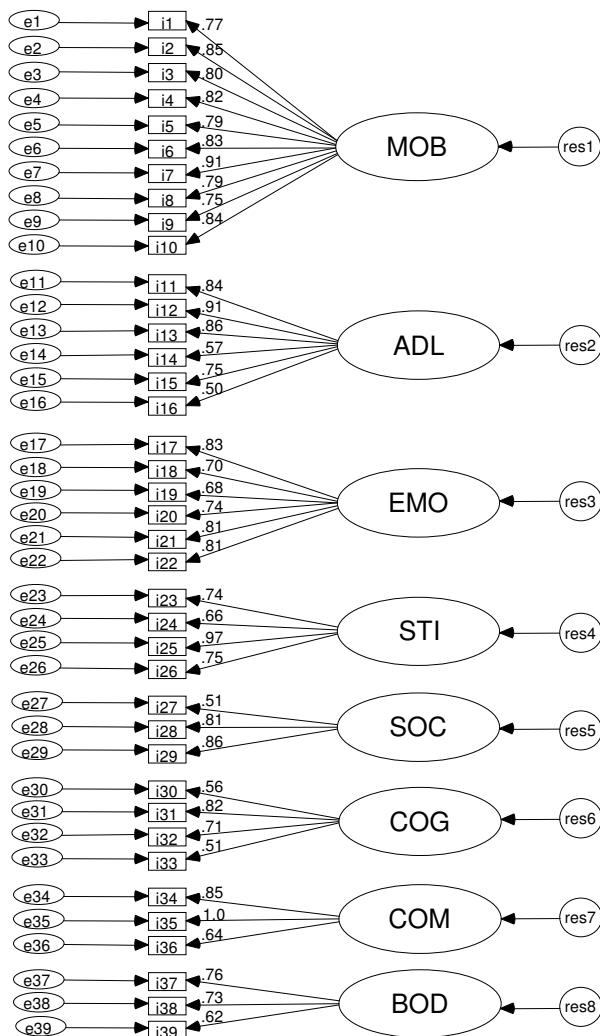 e1 i1 .77
e2 i2 .85
e3 i3 .80
e4 i4 .82
e5 i5 .79
e6 i6 .83 MOB res1
e7 i7 .91
e8 i8 .79
e9 i9 .75
e10 i10 .84
e11 i11 .84
e12 i12 .91
e13 i13 .86 ADL res2
e14 i14 .57
e15 i15 .75
e16 i16 .50
e17 i17 .83
e18 i18 .70
e19 i19 .68 EMO res3
e20 i20 .74
e21 i21 .81
e22 i22 .81
e23 i23 .74
e24 i24 .66 STI res4
e25 i25 .97
e26 i26 .75
e27 i27 .51
e28 i28 .81 SOC res5
e29 i29 .86
e30 i30 .56
e31 i31 .82 COG res6
e32 i32 .71
e33 i33 .51
e34 i34 .85
e35 i35 1.0 COM res7
e36 i36 .64
e37 i37 .76
e38 i38 .73 BOD res8
e39 i39 .62